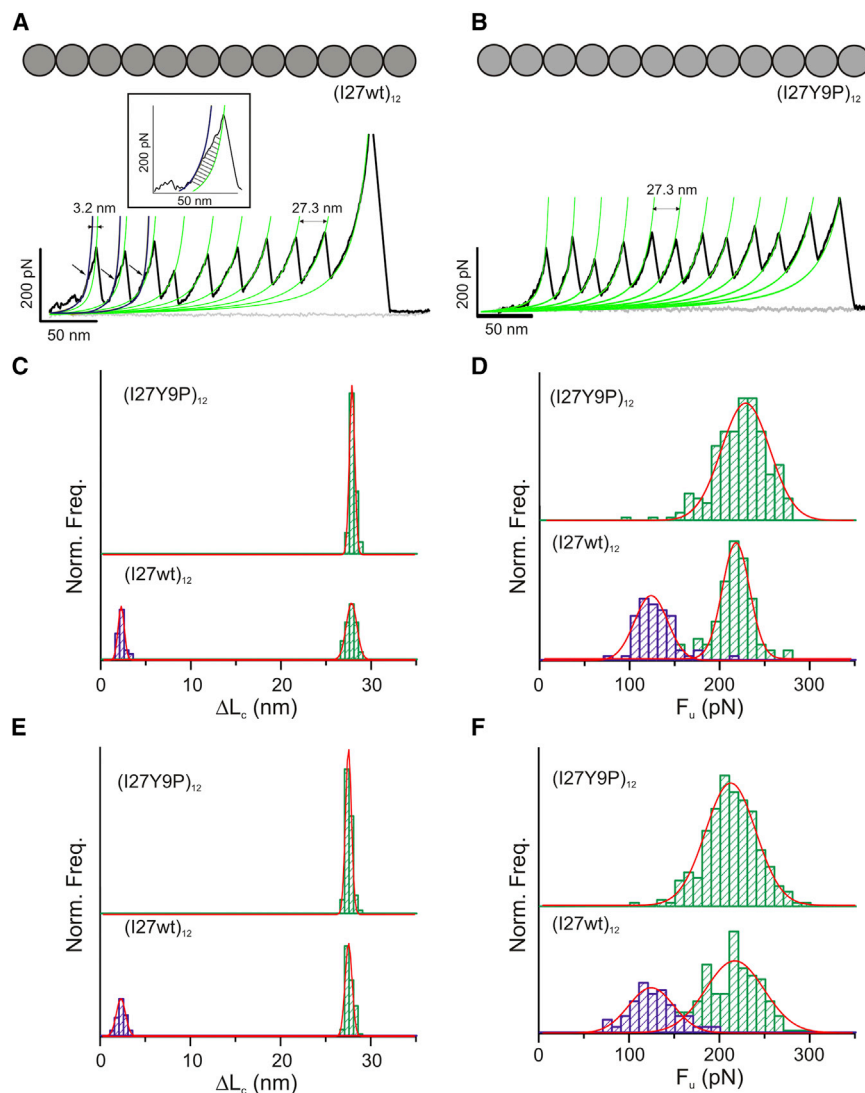 A
(I27wt)₁₂
200 pN
50 nm
3.2 nm
27.3 nm
200 pN
50 nm
B
(I27Y9P)₁₂
27.3 nm
200 pN
50 nm
C
(I27Y9P)₁₂
(I27wt)₁₂
Norm. Freq.
0 10 20 30
ΔL꜀ (nm)
D
(I27Y9P)₁₂
(I27wt)₁₂
Norm. Freq.
0 100 200 300
Fᵤ (pN)
E
(I27Y9P)₁₂
(I27wt)₁₂
Norm. Freq.
0 10 20 30
ΔL꜀ (nm)
F
(I27Y9P)₁₂
(I27wt)₁₂
Norm. Freq.
0 100 200 300
Fᵤ (pN)